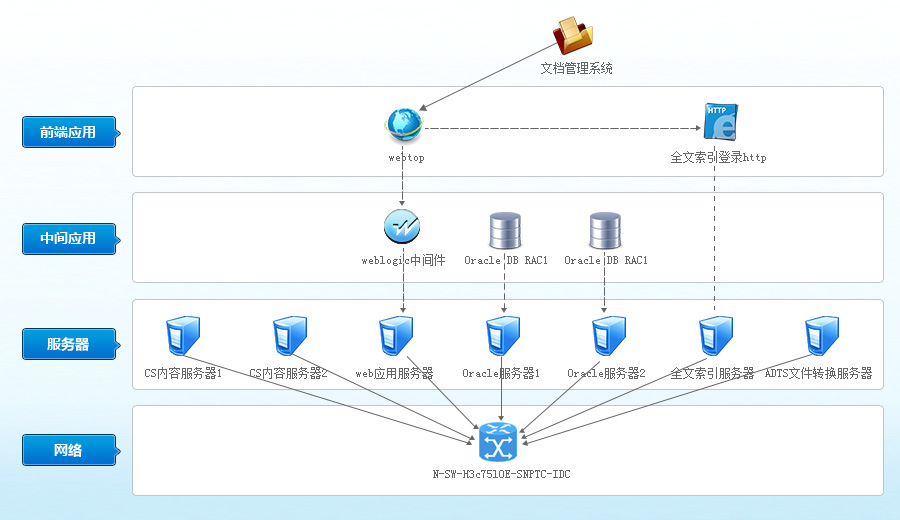 文档管理系统
前端应用
HTTP
webtop
全文索引登录http
中间应用
weblogic中间件
Oracle DB RAC1
Oracle DB RAC1
服务器
CS内容服务器1
CS内容服务器2
web应用服务器
Oracle服务器1
Oracle服务器2
全文索引服务器
ADTS文件转换服务器
网络
N-SW-H3c7510E-SNPTC-IDC